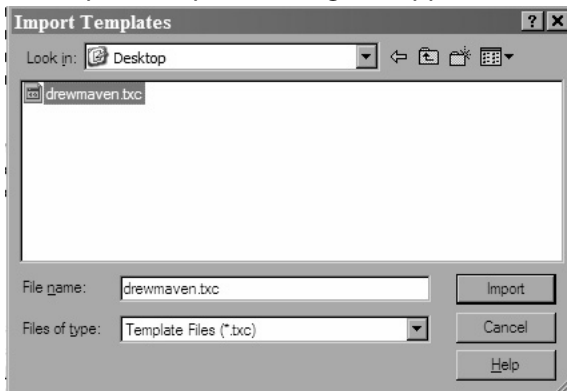 Import Templates
Look in: Desktop
drewmaven.txc
File name: drewmaven.txc Import
Files of type: Template Files (*.txc) Cancel
Help